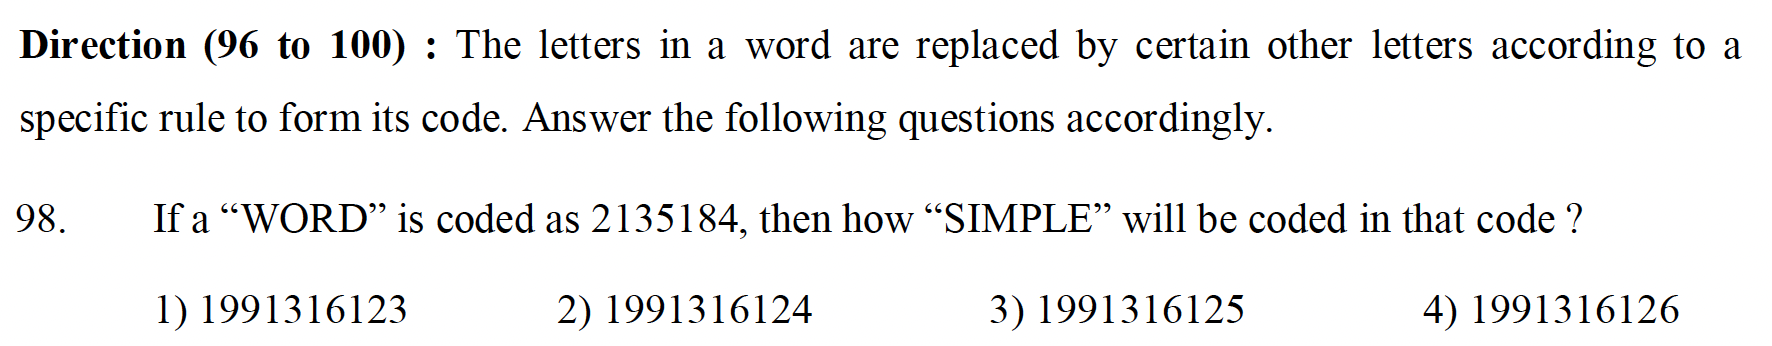 Direction (96 to 100) : The letters in a word are replaced by certain other letters according to a
specific rule to form its code. Answer the following questions accordingly.
98. If a “WORD” is coded as 2135184, then how “SIMPLE” will be coded in that code ?
1) 1991316123 2) 1991316124 3) 1991316125 4) 1991316126